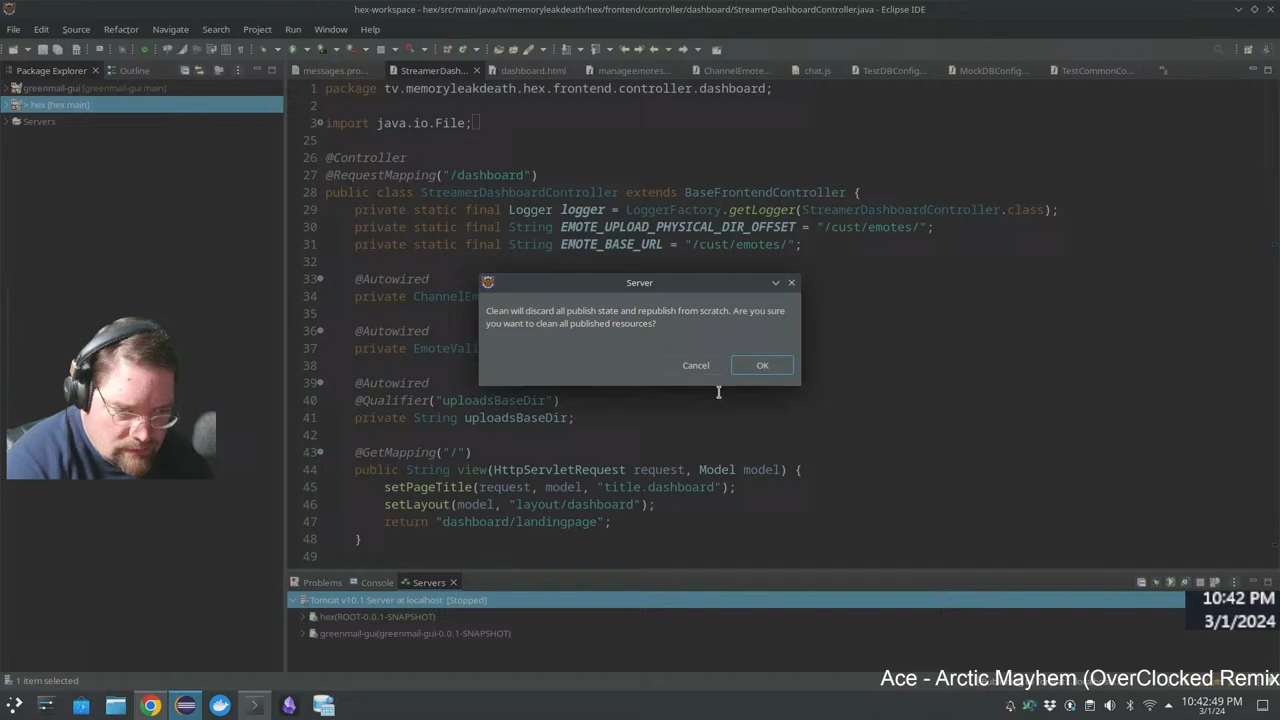 hex-workspace - hex/src/main/java/tv/memoryleakdeath/hex/frontend/controller/dashboard/StreamerDashboardController.java - Eclipse IDE
File Edit Source Refactor Navigate Search Project Run Window Help
Package Explorer Outline
messages.pro... StreamerDash... dashboard.html manageemotes... ChannelEmote... chat.js TestDBConfig... MockDBConfig... TestCommonCo...
greenmail-gui [greenmail-gui main]
> hex [hex main]
Servers
1 package tv.memoryleakdeath.hex.frontend.controller.dashboard;
2
3 import java.io.File;
25
26 @Controller
27 @RequestMapping("/dashboard")
28 public class StreamerDashboardController extends BaseFrontendController {
29 private static final Logger logger = LoggerFactory.getLogger(StreamerDashboardController.class);
30 private static final String EMOTE_UPLOAD_PHYSICAL_DIR_OFFSET = "/cust/emotes/";
31 private static final String EMOTE_BASE_URL = "/cust/emotes/";
32
33 @Autowired
34 private ChannelEm
35
36 @Autowired
37 private EmoteVali
38
39 @Autowired
40 @Qualifier("uploadsBaseDir")
41 private String uploadsBaseDir;
42
43 @GetMapping("/")
44 public String view(HttpServletRequest request, Model model) {
45 setPageTitle(request, model, "title.dashboard");
46 setLayout(model, "layout/dashboard");
47 return "dashboard/landingpage";
48 }
49
Server
Clean will discard all publish state and republish from scratch. Are you sure
you want to clean all published resources?
Cancel OK
Problems Console Servers
Tomcat v10.1 Server at localhost [Stopped]
hex(ROOT-0.0.1-SNAPSHOT)
greenmail-gui(greenmail-gui-0.0.1-SNAPSHOT)
10:42 PM
3/1/2024
1 item selected
Ace - Arctic Mayhem (OverClocked Remix
10:42:49 PM
3/1/24